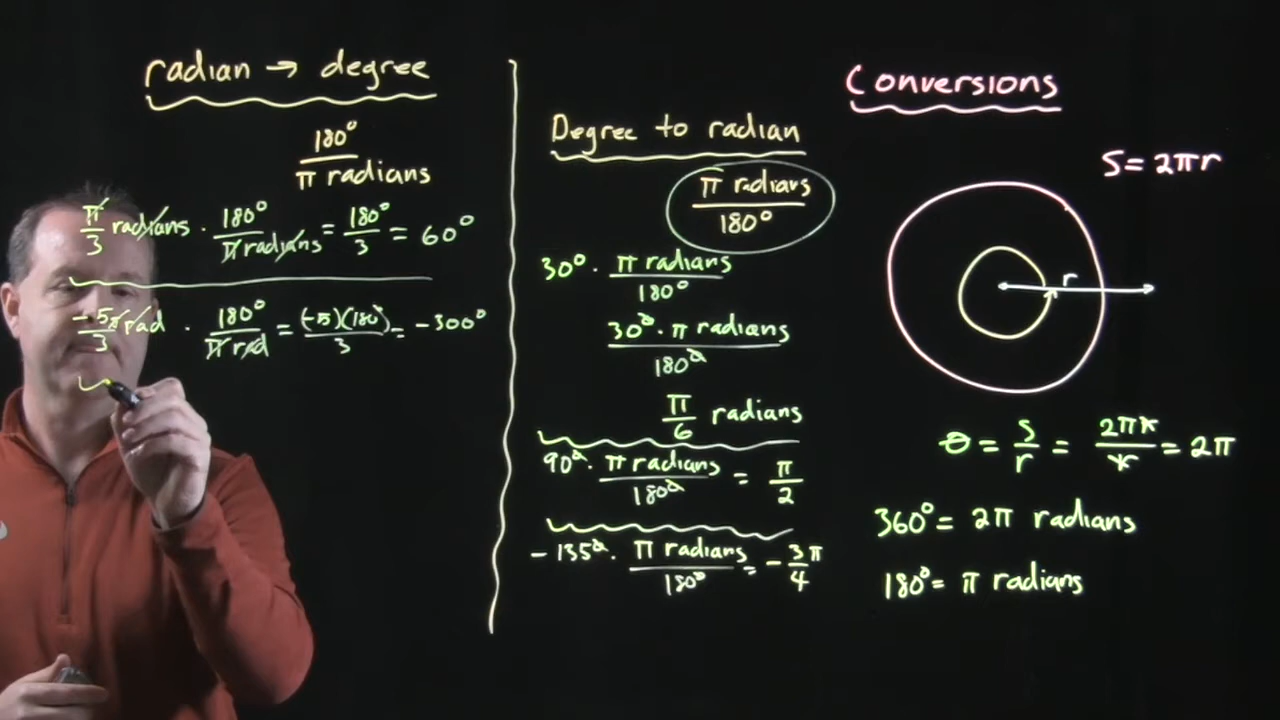 radian → degree
180°/π radians
π/3 radians · 180°/π radians = 180°/3 = 60°
-5π/3 rad · 180°/π rad = (-5)(180°)/3 = -300°
Degree to radian
π radians/180°
30° · π radians/180°
30° · π radians/180°
π/6 radians
90° · π radians/180° = π/2
-135° · π radians/180° = -3/4 π
Conversions
S = 2πr
r
θ = S/r = 2πr/r = 2π
360° = 2π radians
180° = π radians